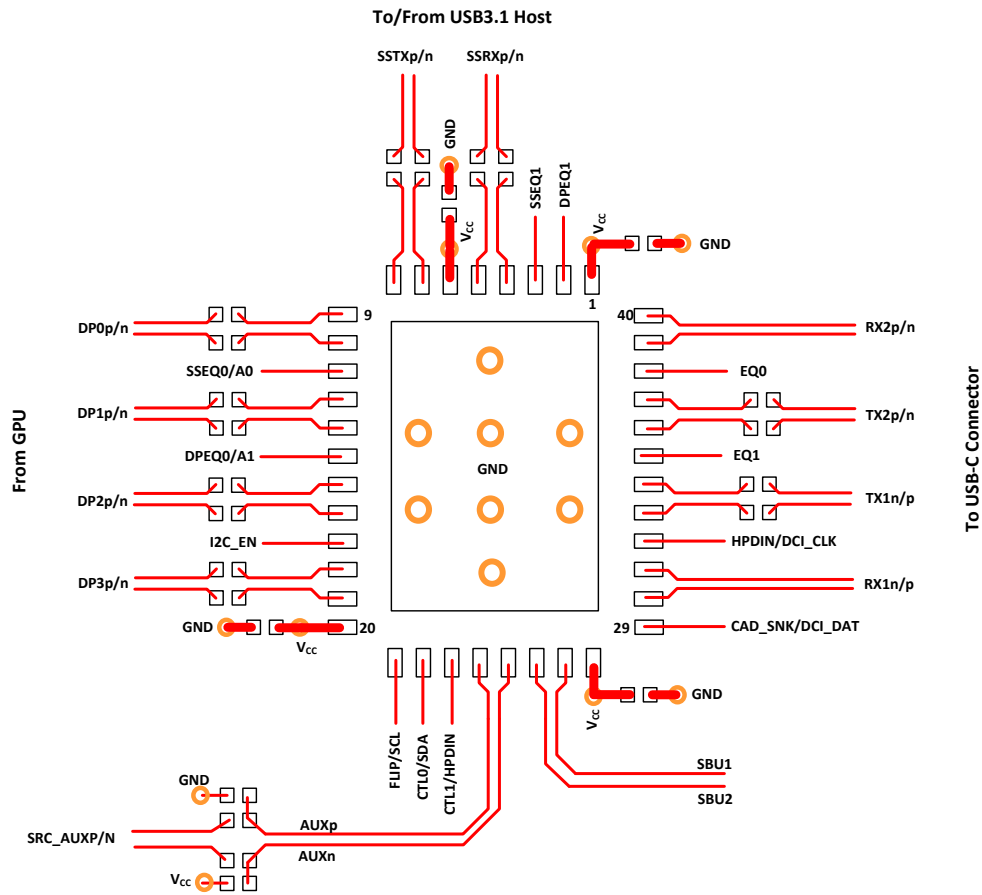 To/From USB3.1 Host
SSTXp/n
SSRXp/n
GND
SSEQ1
DPEQ1
VCC
VCC
GND
1
9
40
DP0p/n
RX2p/n
SSEQ0/A0
EQ0
DP1p/n
TX2p/n
From GPU
DPEQ0/A1
EQ1
GND
To USB-C Connector
DP2p/n
TX1n/p
I2C_EN
HPDIN/DCI_CLK
DP3p/n
RX1n/p
GND
20
29
CAD_SNK/DCI_DAT
VCC
FLIP/SCL
CTL0/SDA
CTL1/HPDIN
VCC
GND
SBU1
SBU2
GND
SRC_AUXP/N
AUXp
AUXn
VCC